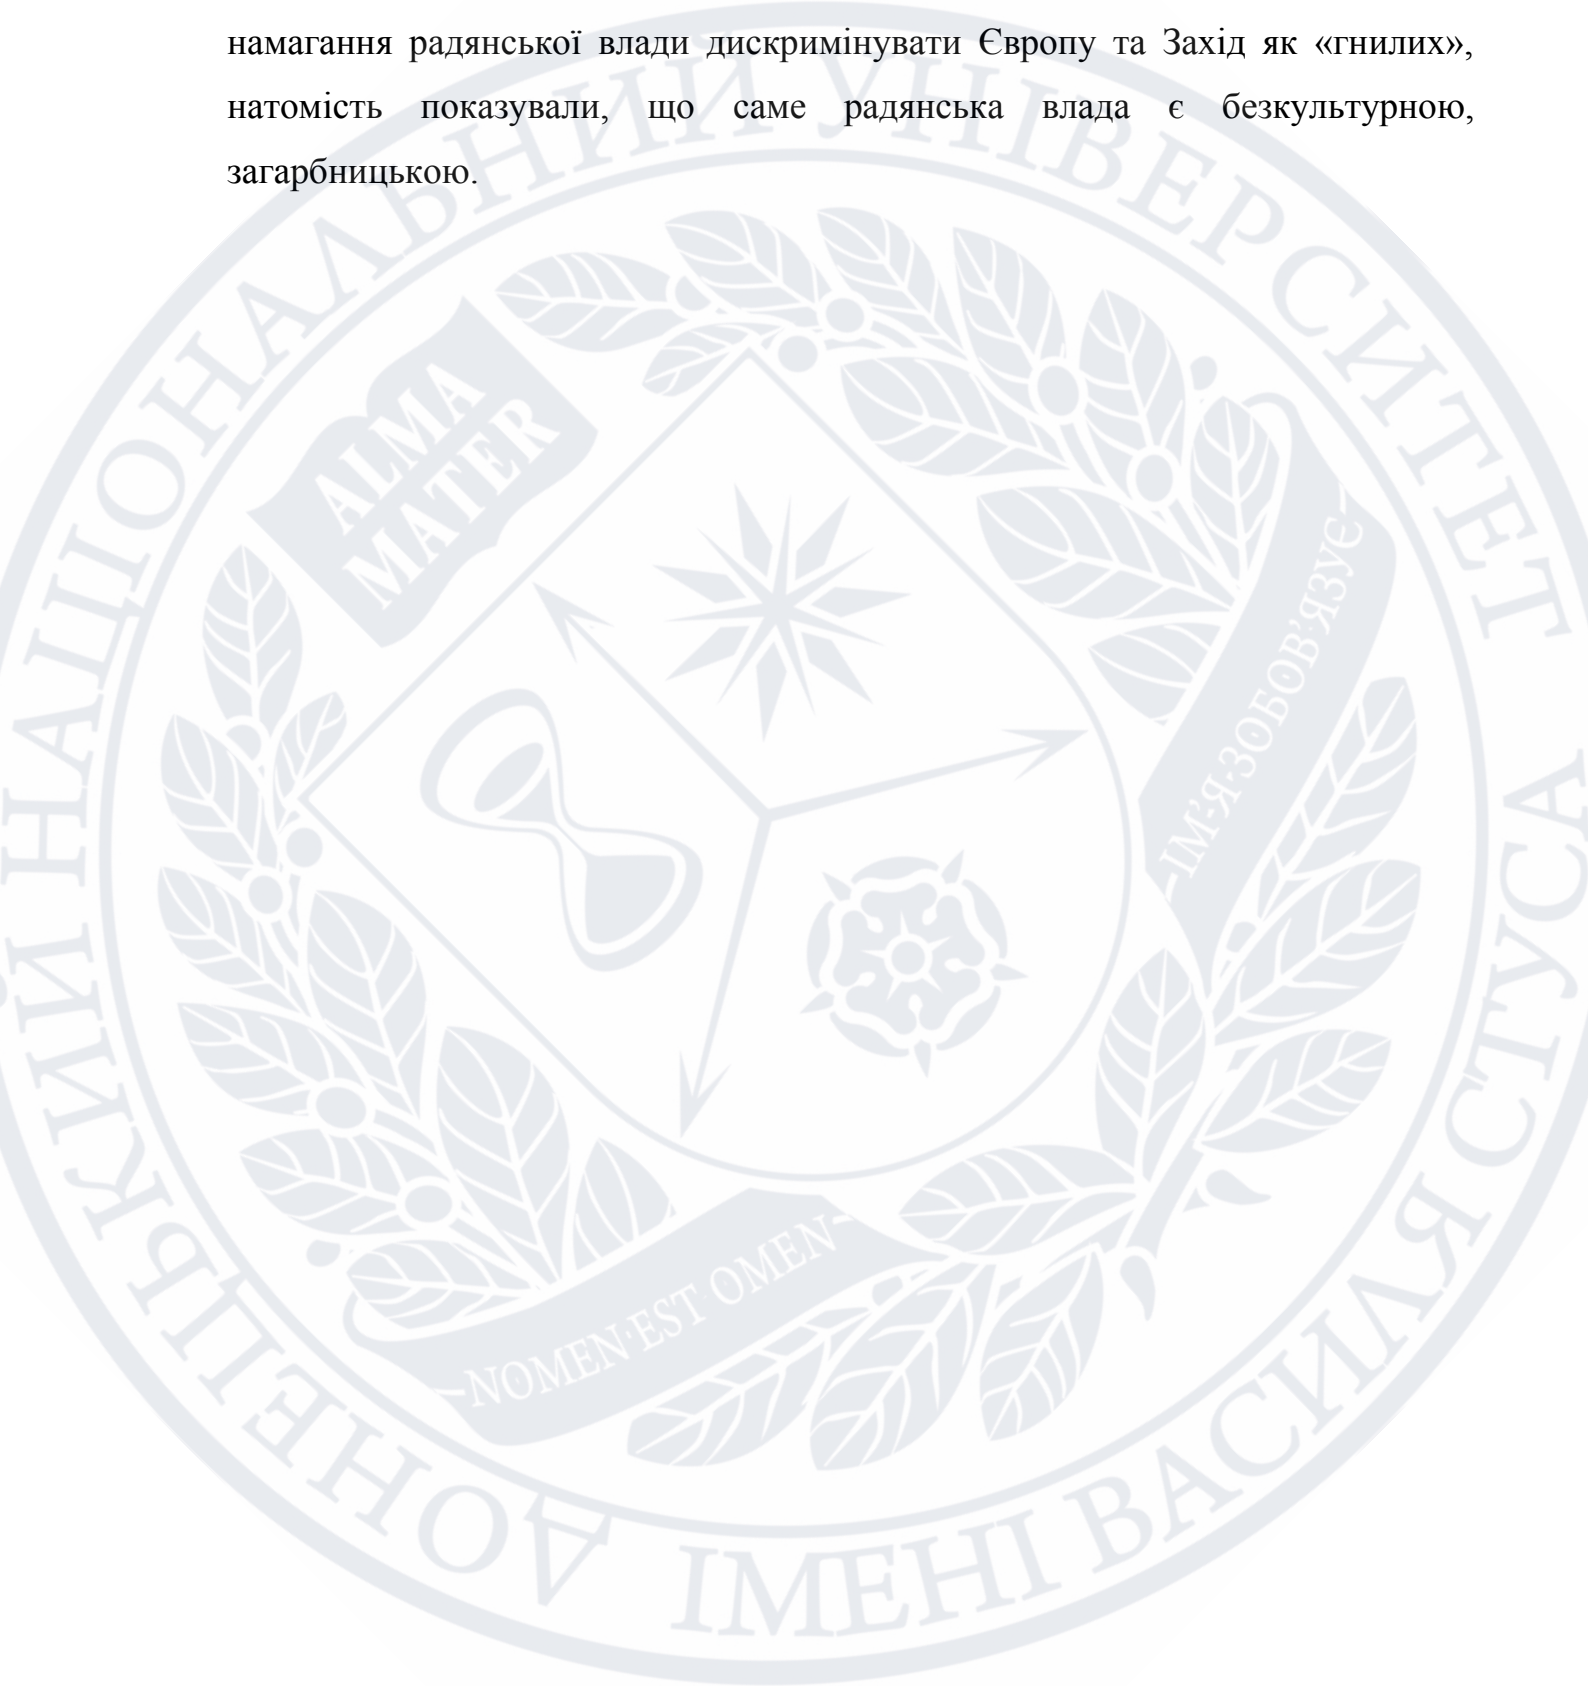 намагання радянської влади дискримінувати Європу та Захід як «гнилих»,
натомість показували, що саме радянська влада є безкультурною,
загарбницькою.
ДОНЕЦЬКИЙ НАЦІОНАЛЬНИЙ УНІВЕРСИТЕТ
ІМЕНІ ВАСИЛЯ СТУСА
ALMA
MATER
ІМ'Я ЗОБОВ'ЯЗУЄ
NOMEN EST OMEN